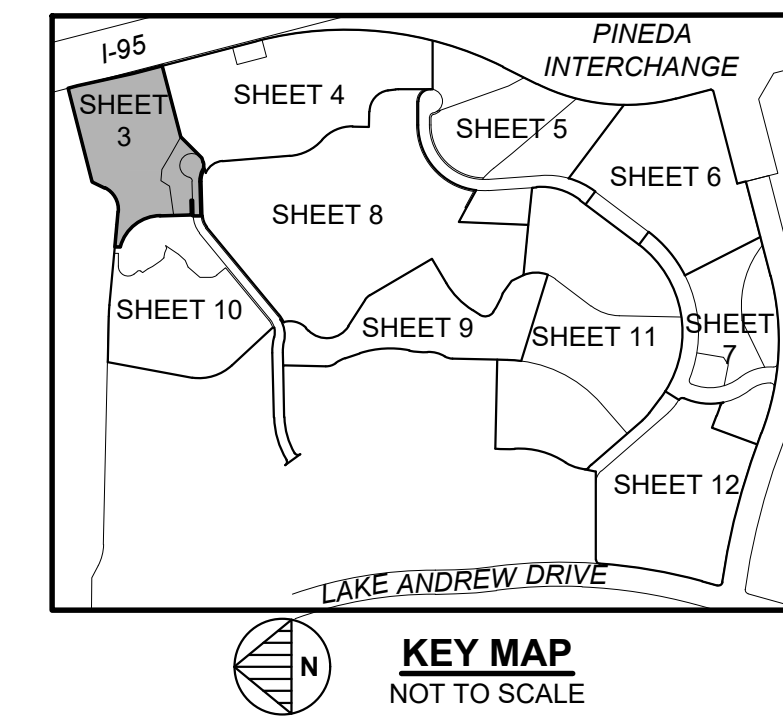 I-95
PINEDA
INTERCHANGE
SHEET
3
SHEET 4
SHEET 5
SHEET 6
SHEET 8
SHEET 10
SHEET 9
SHEET 11
SHEET
7
SHEET 12
LAKE ANDREW DRIVE
N
KEY MAP
NOT TO SCALE